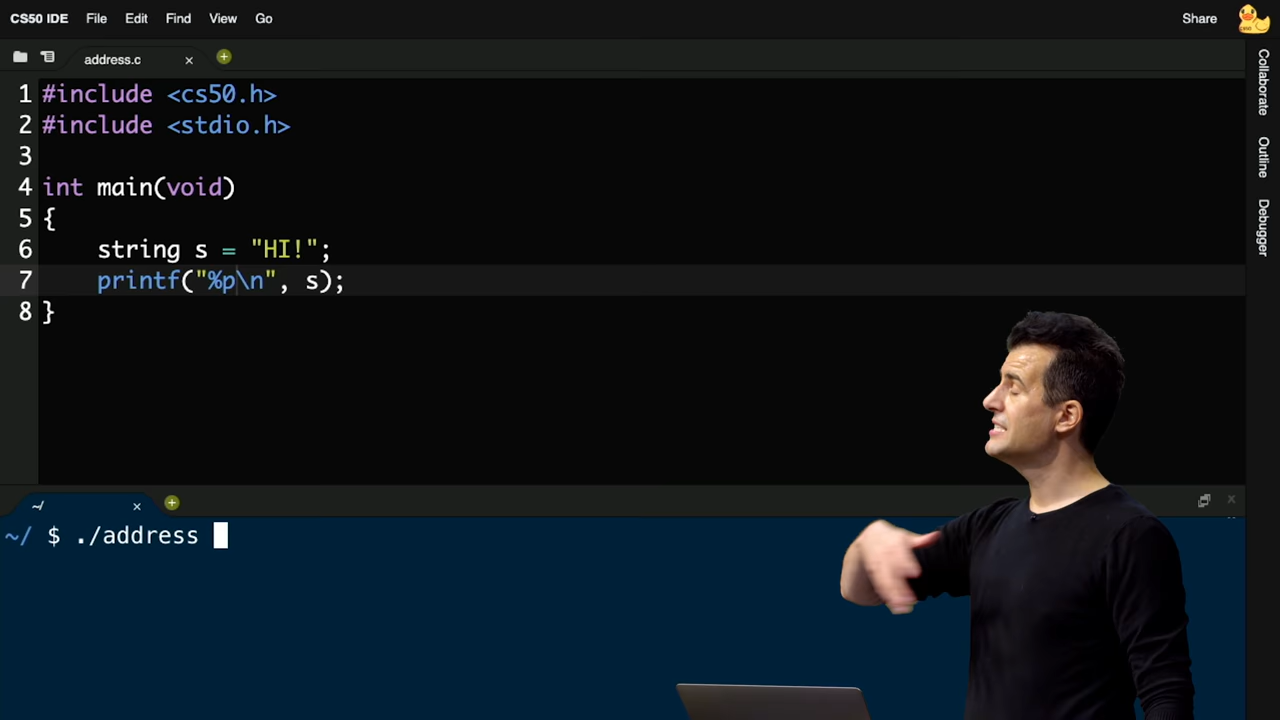 CS50 IDE File Edit Find View Go Share
address.c
1 #include <cs50.h>
2 #include <stdio.h>
3
4 int main(void)
5 {
6     string s = "HI!";
7     printf("%p\n", s);
8 }
Collaborate
Outline
Debugger
~/ $ ./address